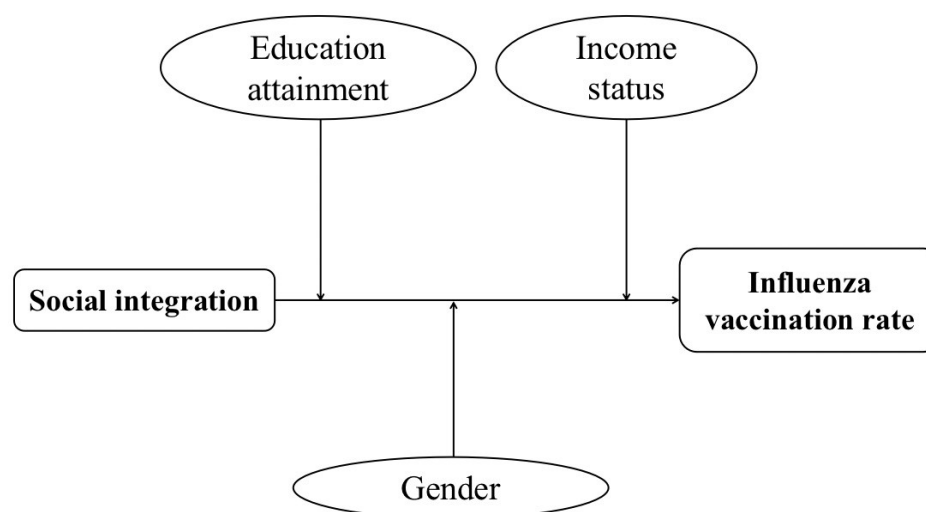 Education
attainment
Income
status
Social integration
Influenza
vaccination rate
Gender